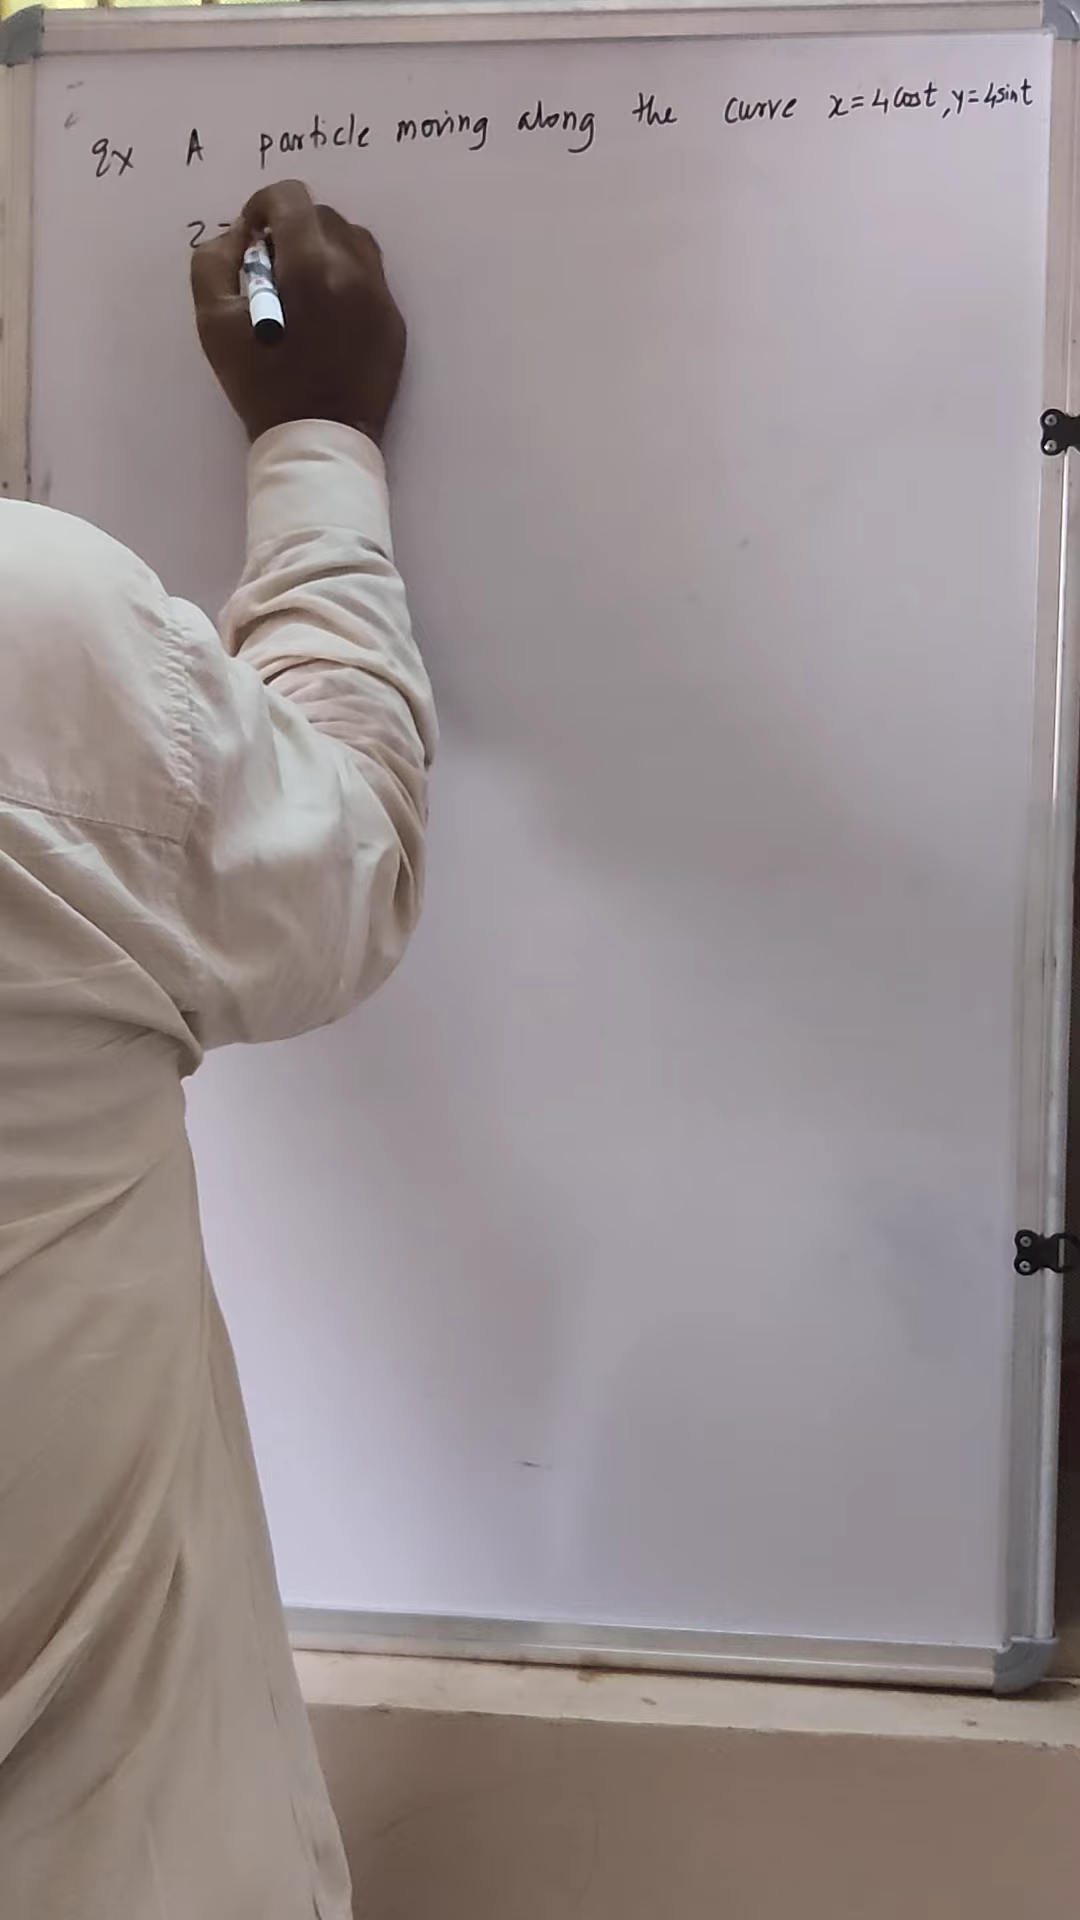 Ex A particle moving along the curve x=4cost, y=4sint
z=